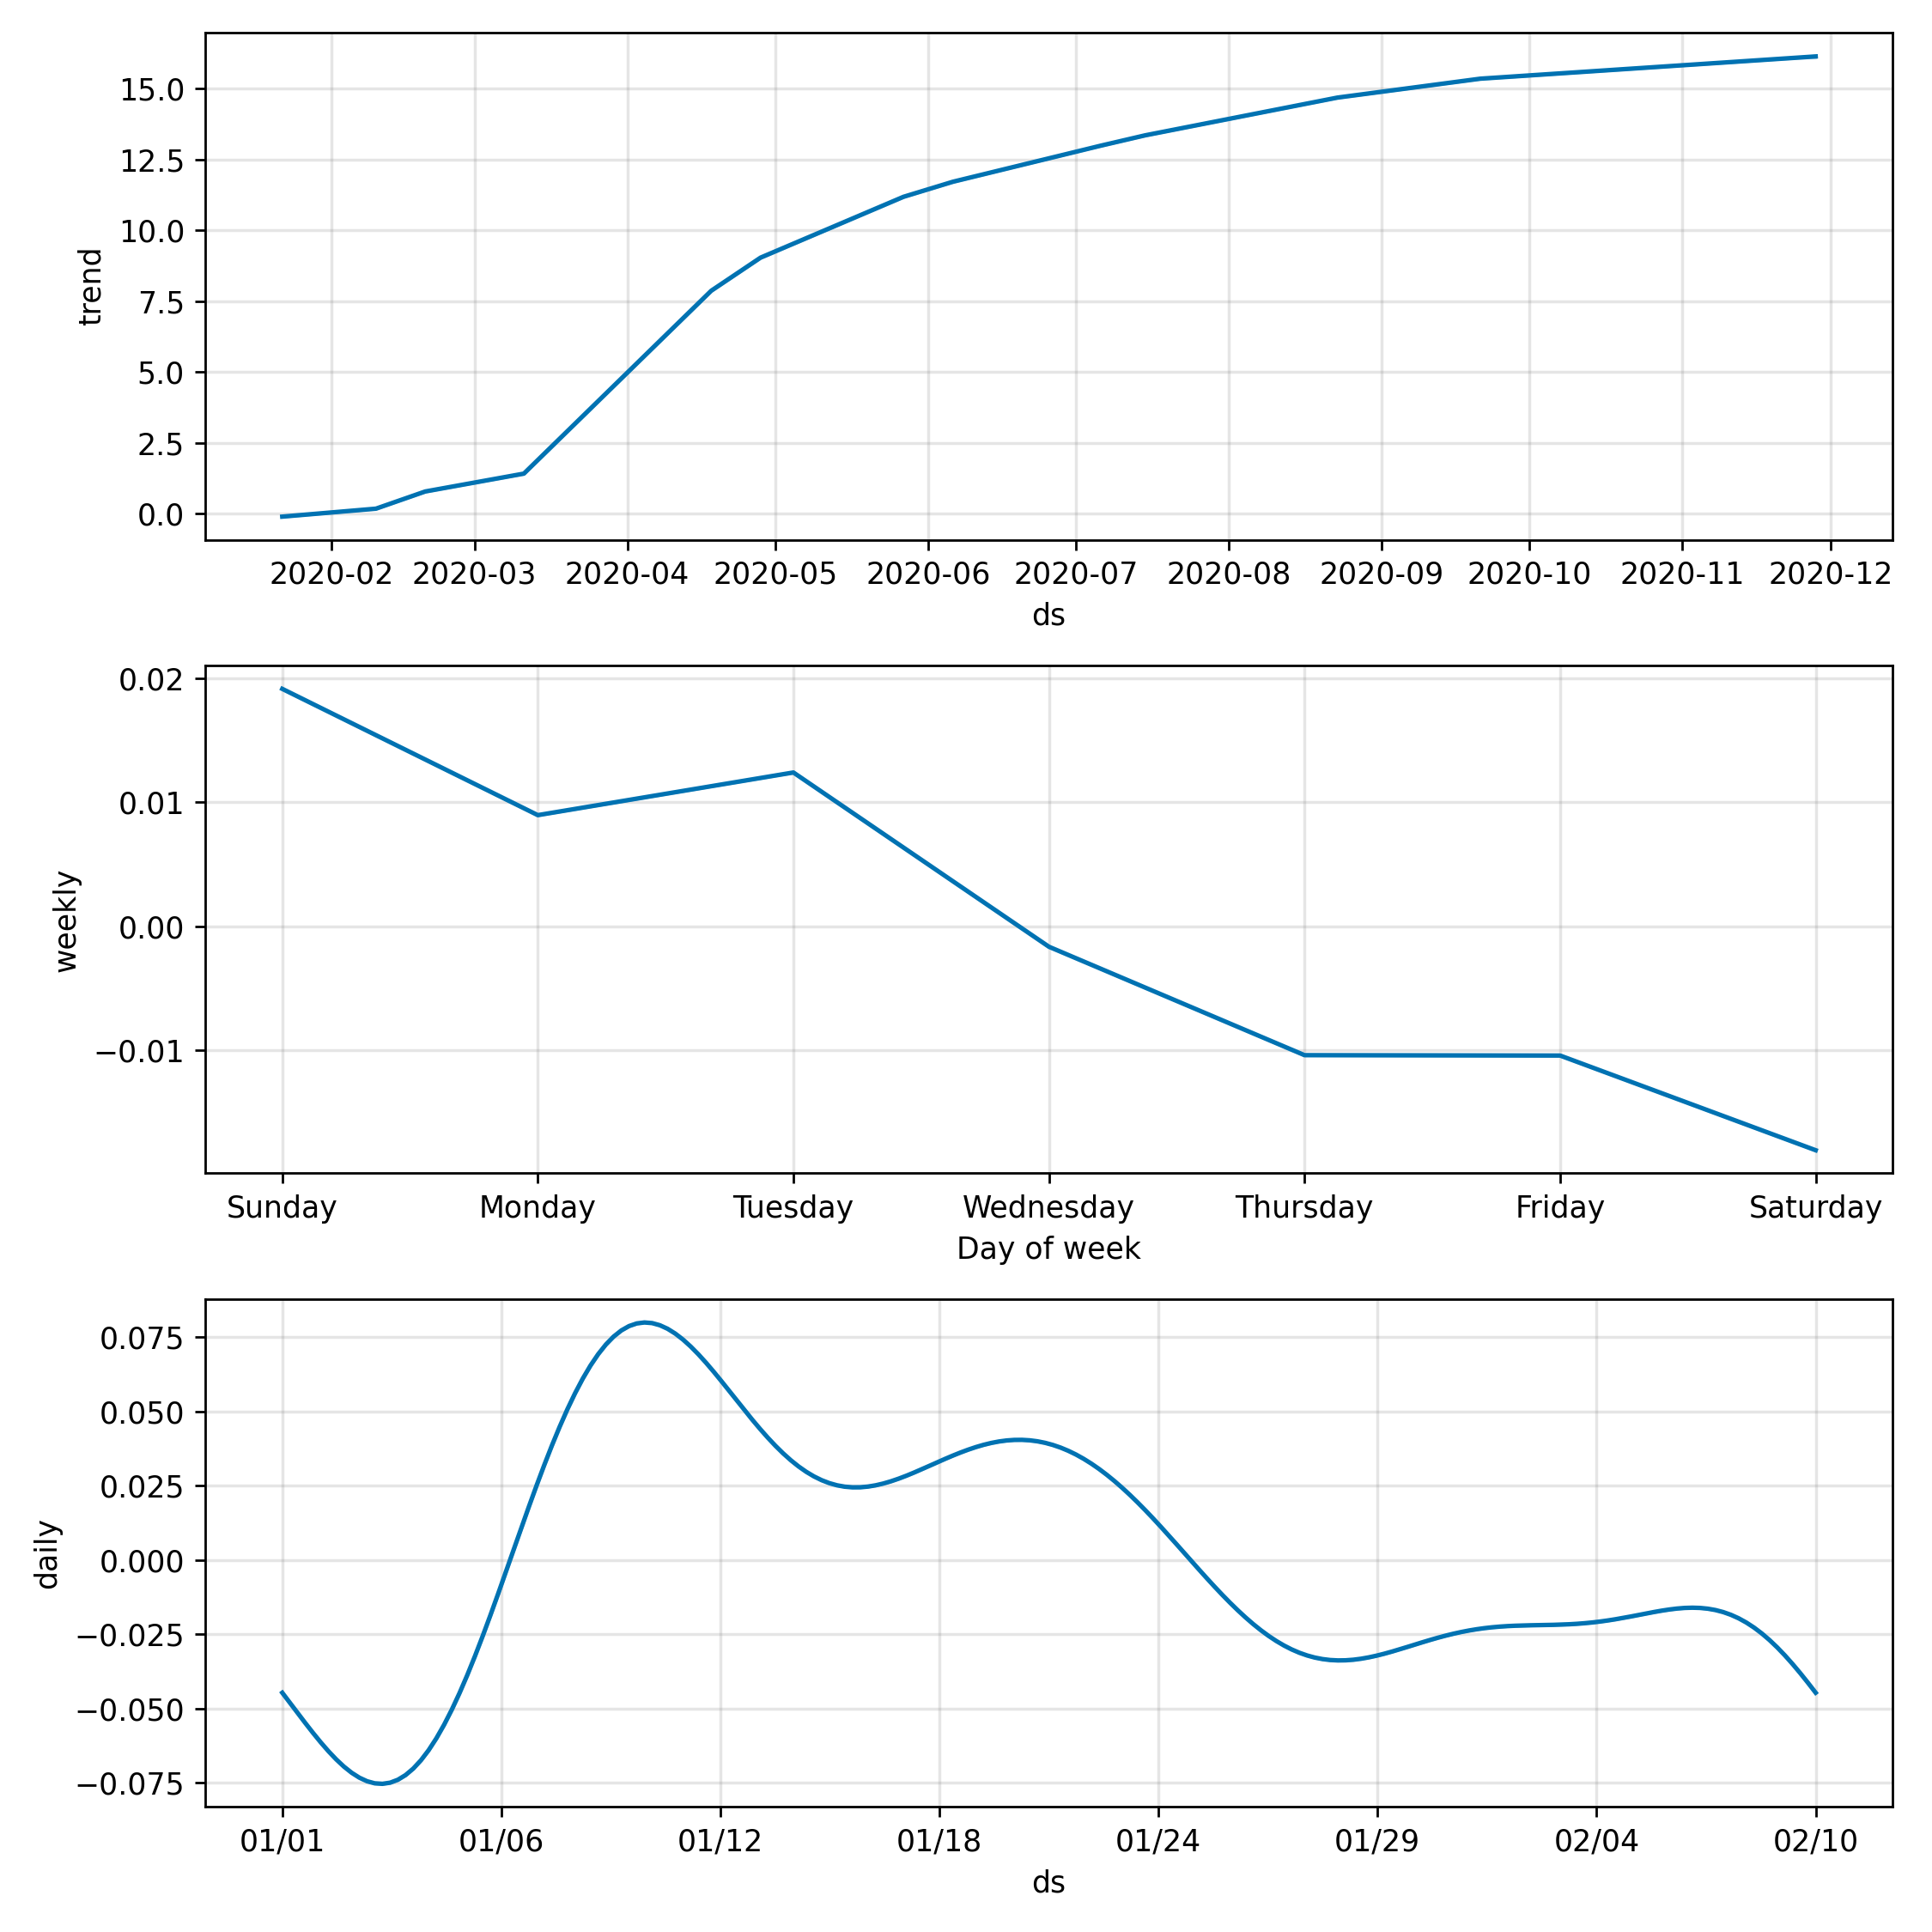 trend
15.0
12.5
10.0
7.5
5.0
2.5
0.0
2020-02 2020-03 2020-04 2020-05 2020-06 2020-07 2020-08 2020-09 2020-10 2020-11 2020-12
ds
weekly
0.02
0.01
0.00
−0.01
Sunday Monday Tuesday Wednesday Thursday Friday Saturday
Day of week
daily
0.075
0.050
0.025
0.000
−0.025
−0.050
−0.075
01/01 01/06 01/12 01/18 01/24 01/29 02/04 02/10
ds